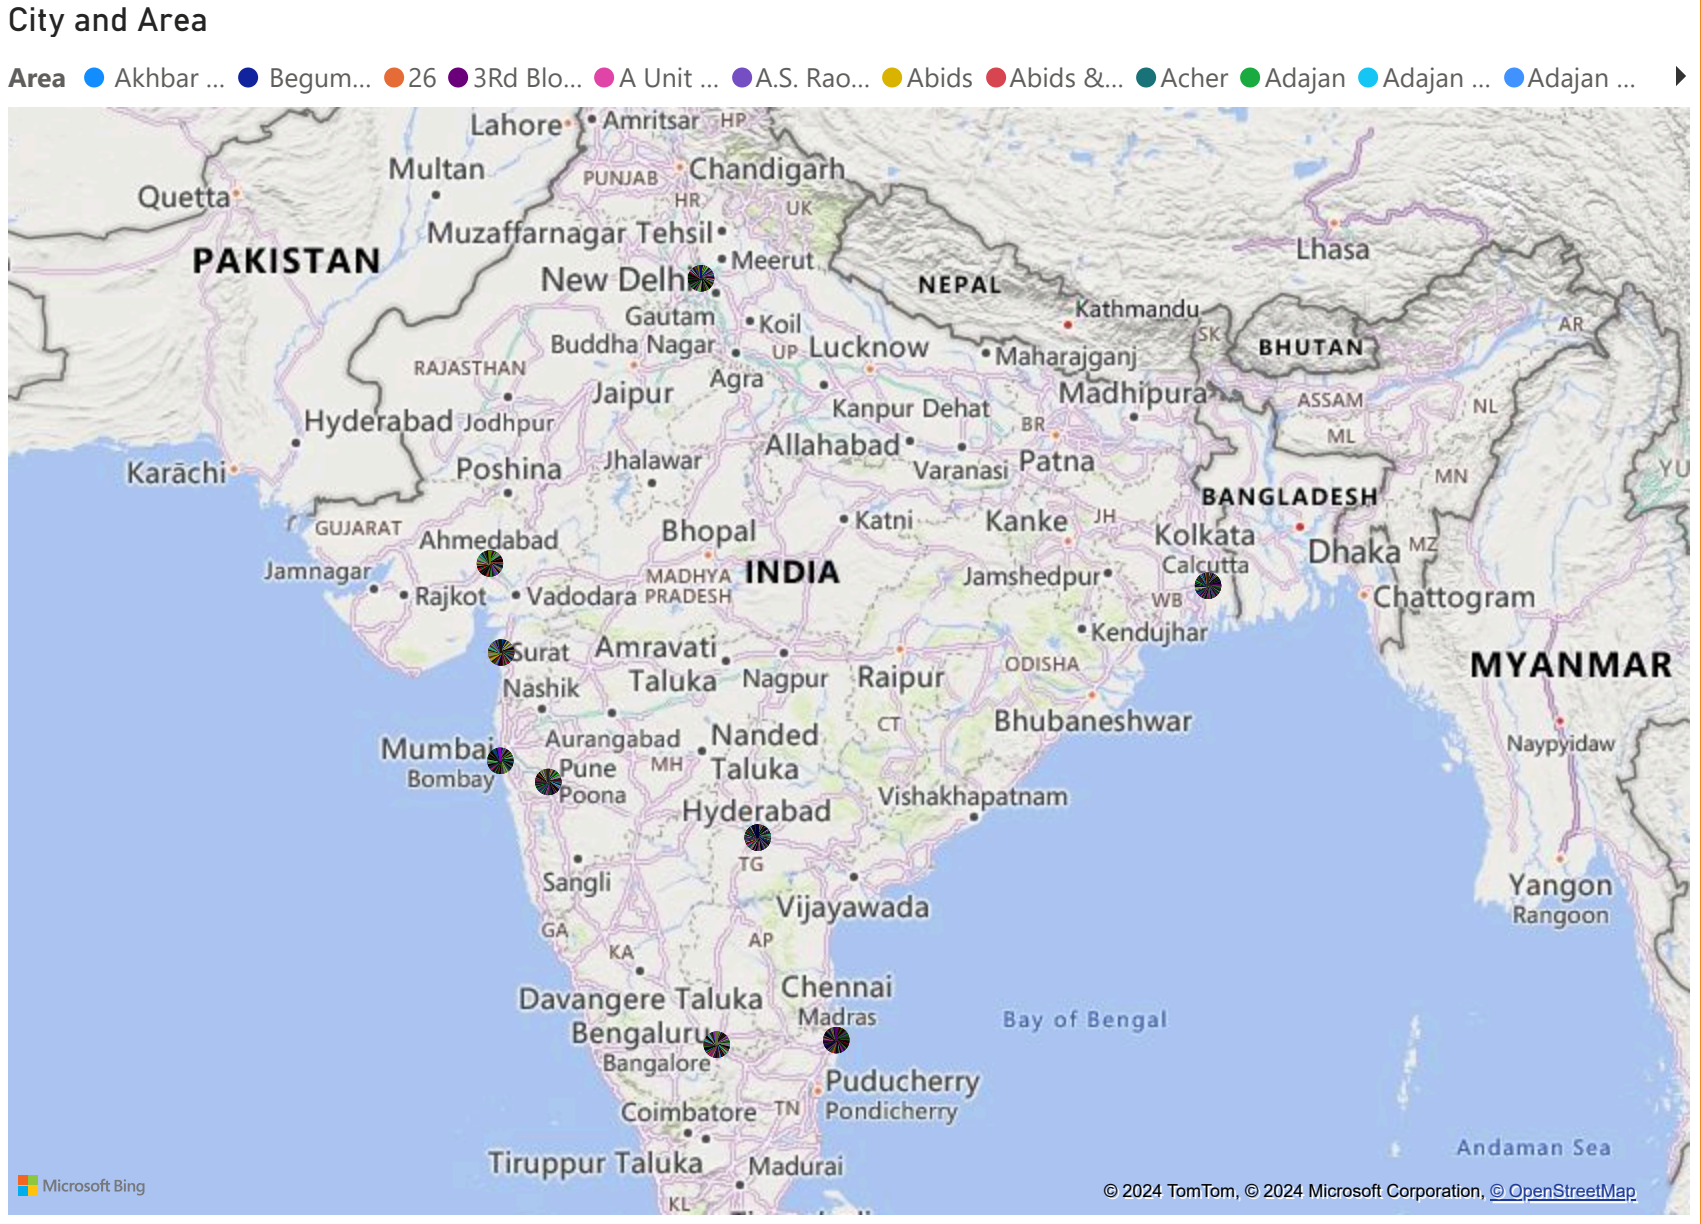 City and Area
Area Akhbar ... Begum... 26 3Rd Blo... A Unit ... A.S. Rao... Abids Abids &... Acher Adajan Adajan ... Adajan ...
Lahore Amritsar HP
Multan PUNJAB Chandigarh
Quetta HR UK
Muzaffarnagar Tehsil
PAKISTAN Meerut Lhasa
New Delhi NEPAL
Gautam Koil Kathmandu
Buddha Nagar UP Lucknow Maharajganj SK BHUTAN AR
RAJASTHAN Jaipur Agra Madhipura ASSAM NL
Hyderabad Jodhpur Kanpur Dehat BR ML
Karāchi Poshina Jhalawar Allahabad Varanasi Patna MN YU
GUJARAT Ahmedabad Bhopal Katni Kanke JH BANGLADESH
Kolkata Dhaka MZ
Calcutta
Jamnagar Rajkot Vadodara MADHYA INDIA Jamshedpur WB Chattogram
PRADESH
Kendujhar
Surat Amravati ODISHA MYANMAR
Nashik Taluka Nagpur Raipur
CT Bhubaneshwar
Mumbai Aurangabad Nanded Naypyidaw
Bombay Pune MH Taluka
Poona Vishakhapatnam
Hyderabad
TG
Sangli Yangon
Vijayawada Rangoon
GA KA AP
Davangere Taluka Chennai
Bengaluru Madras Bay of Bengal
Bangalore
Puducherry
Coimbatore TN Pondicherry
Tiruppur Taluka Madurai Andaman Sea
KL
Microsoft Bing © 2024 TomTom, © 2024 Microsoft Corporation, © OpenStreetMap